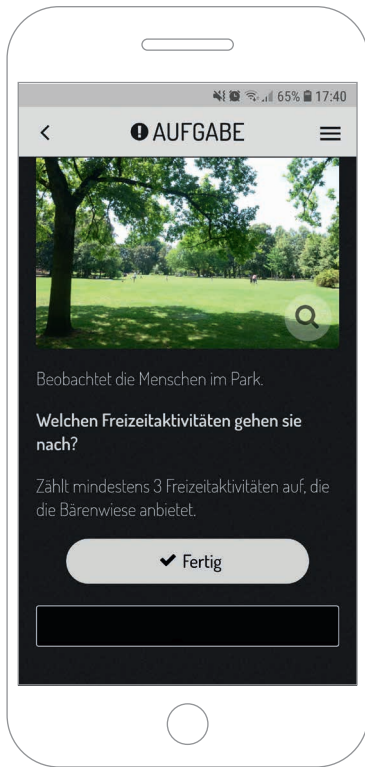 65% 17:40
AUFGABE
Beobachtet die Menschen im Park.
Welchen Freizeitaktivitäten gehen sie
nach?
Zählt mindestens 3 Freizeitaktivitäten auf, die
die Bärenwiese anbietet.
Fertig